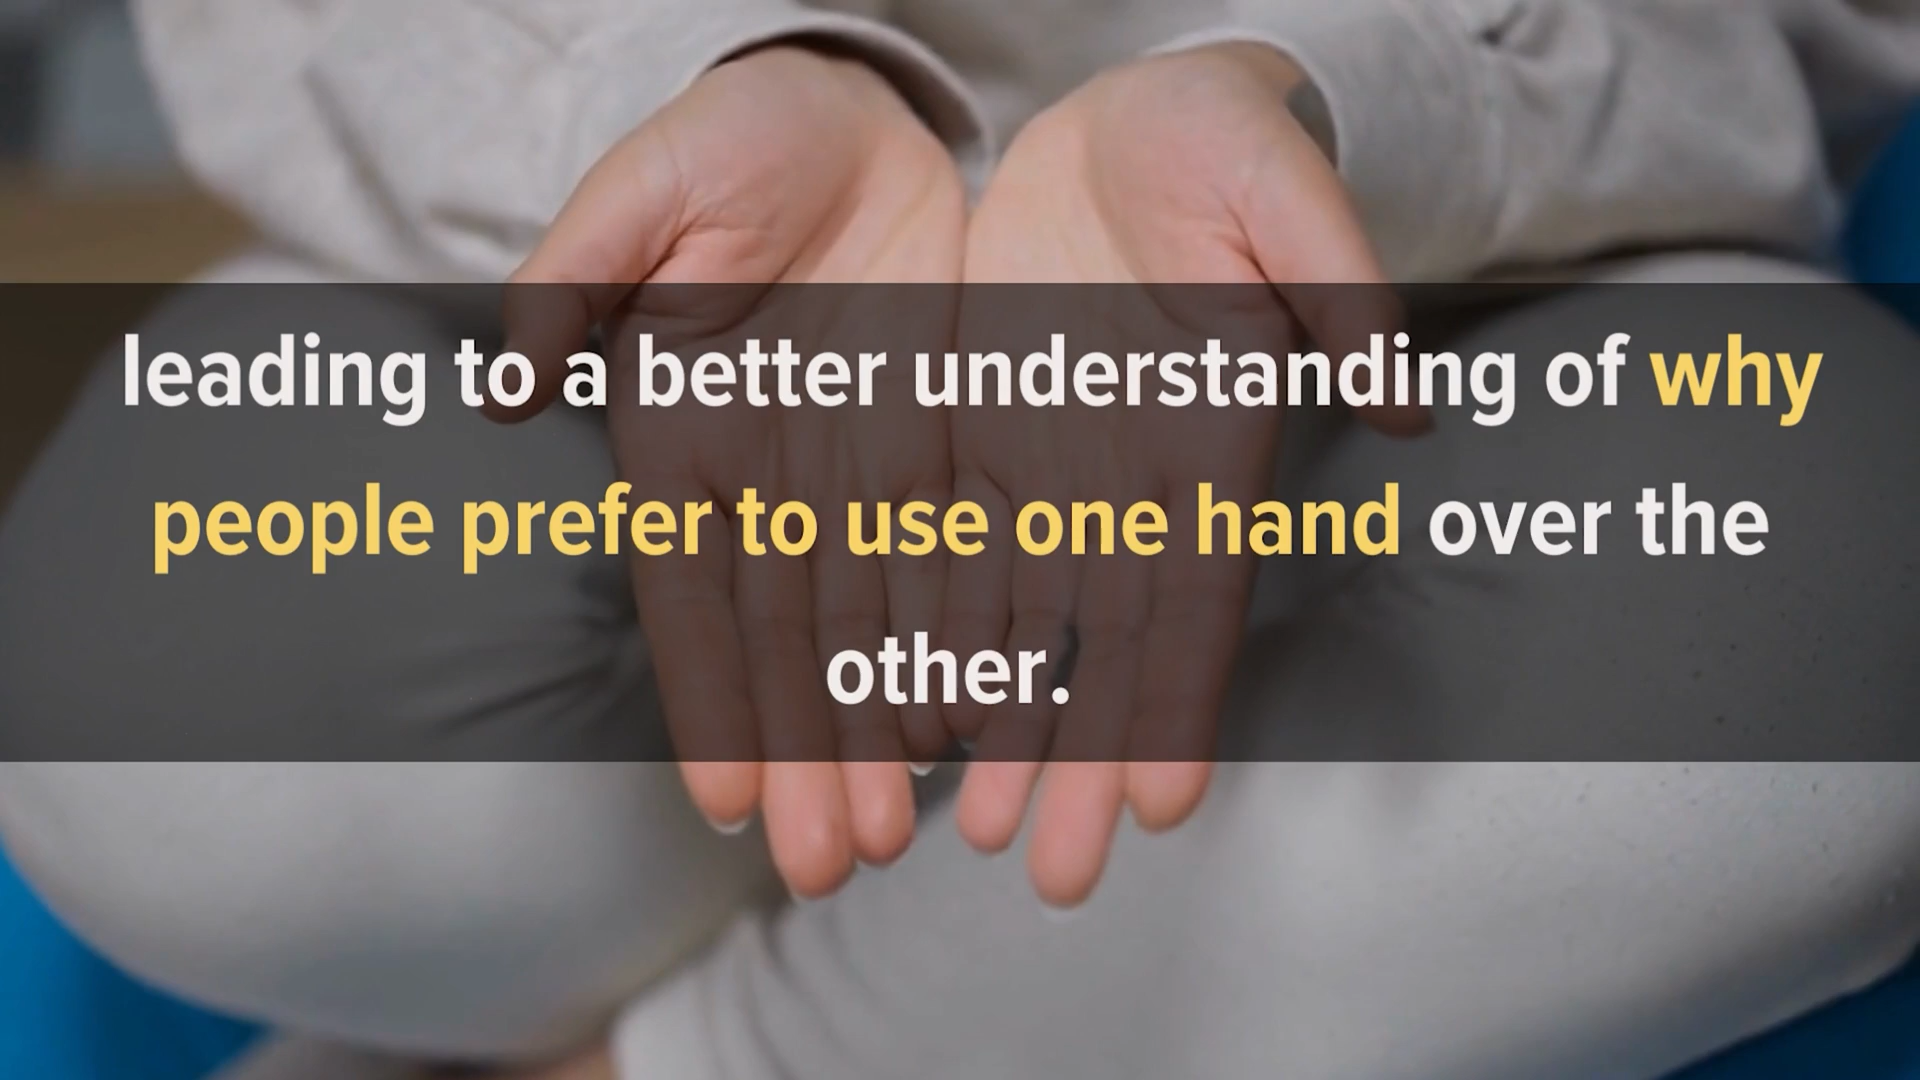 leading to a better understanding of why
people prefer to use one hand over the
other.